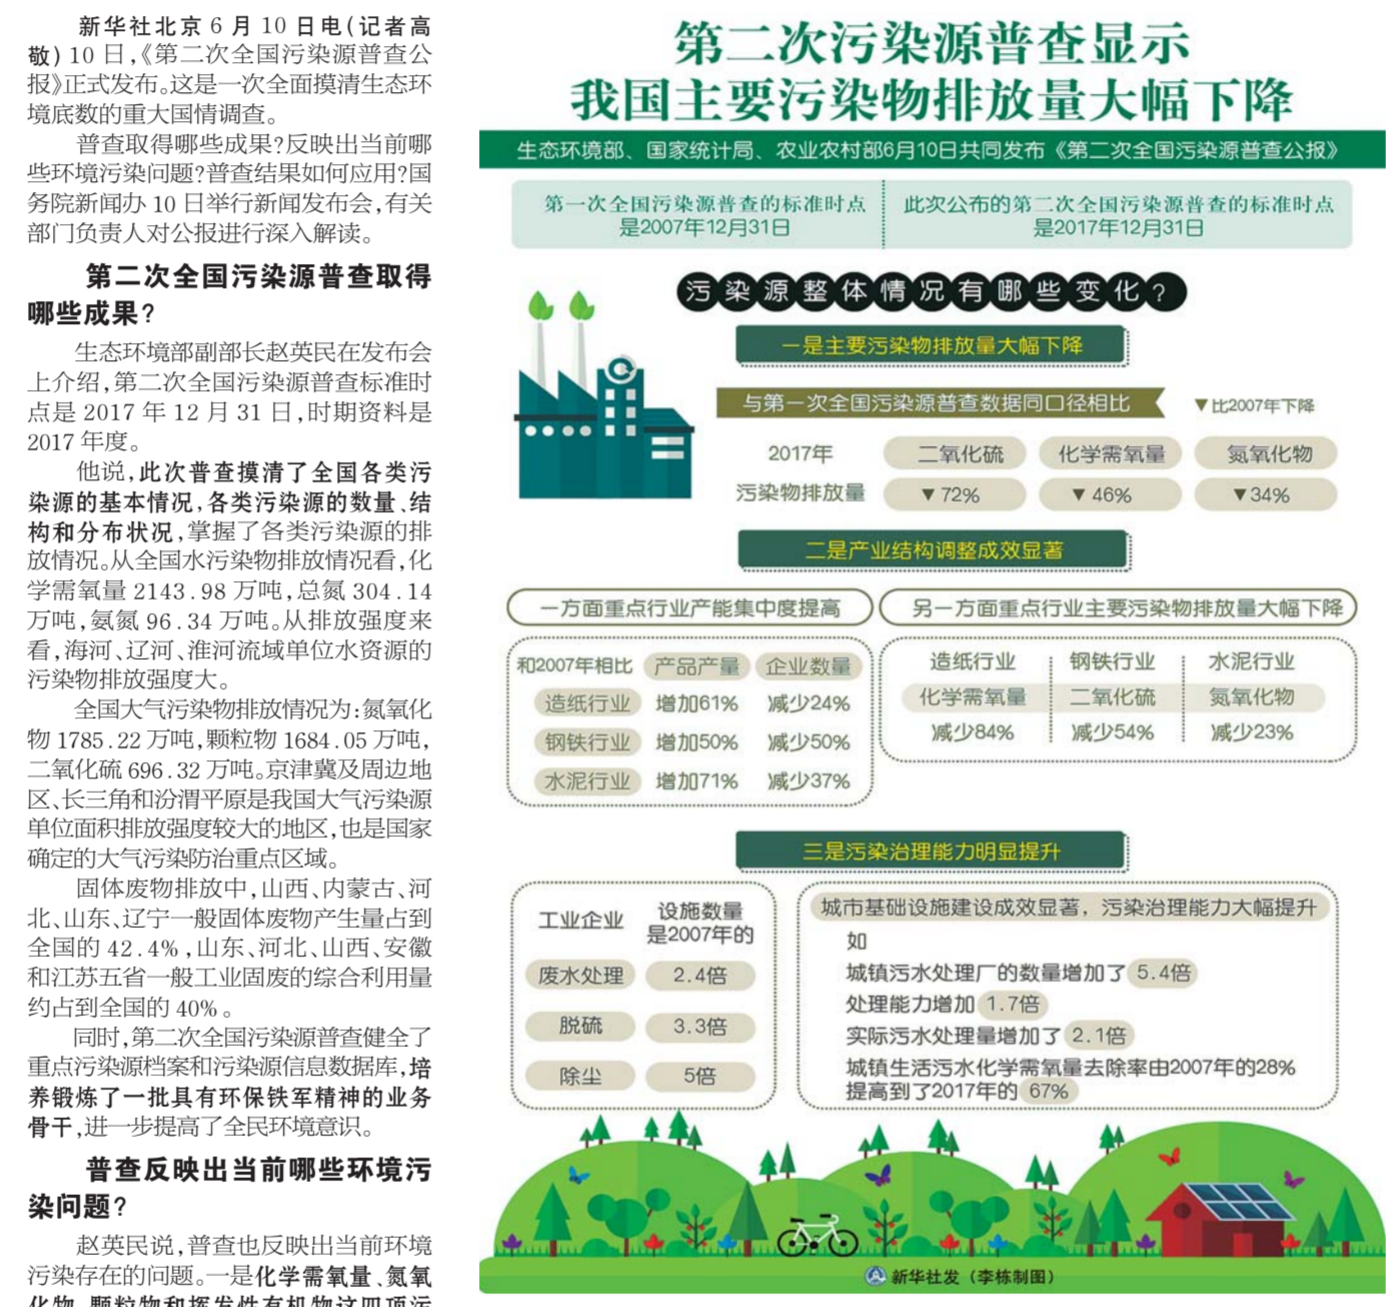 新华社北京6月10日电(记者高
敬)10日,《第二次全国污染源普查公
报》正式发布。这是一次全面摸清生态环
境底数的重大国情调查。
普查取得哪些成果?反映出当前哪
些环境污染问题?普查结果如何应用?国
务院新闻办10日举行新闻发布会,有关
部门负责人对公报进行深入解读。
第二次全国污染源普查取得
哪些成果?
生态环境部副部长赵英民在发布会
上介绍,第二次全国污染源普查标准时
点是2017年12月31日,时期资料是
2017年度。
他说,此次普查摸清了全国各类污
染源的基本情况,各类污染源的数量、结
构和分布状况,掌握了各类污染源的排
放情况。从全国水污染物排放情况看,化
学需氧量2143.98万吨,总氮304.14
万吨,氨氮96.34万吨。从排放强度来
看,海河、辽河、淮河流域单位水资源的
污染物排放强度大。
全国大气污染物排放情况为:氮氧化
物1785.22万吨,颗粒物1684.05万吨,
二氧化硫696.32万吨。京津冀及周边地
区、长三角和汾渭平原是我国大气污染源
单位面积排放强度较大的地区,也是国家
确定的大气污染防治重点区域。
固体废物排放中,山西、内蒙古、河
北、山东、辽宁一般固体废物产生量占到
全国的42.4%,山东、河北、山西、安徽
和江苏五省一般工业固废的综合利用量
约占到全国的40%。
同时,第二次全国污染源普查健全了
重点污染源档案和污染源信息数据库,培
养锻炼了一批具有环保铁军精神的业务
骨干,进一步提高了全民环境意识。
普查反映出当前哪些环境污
染问题?
赵英民说,普查也反映出当前环境
污染存在的问题。一是化学需氧量、氮氧
化物、颗粒物和挥发性有机物这四项污
第二次污染源普查显示
我国主要污染物排放量大幅下降
生态环境部、国家统计局、农业农村部6月10日共同发布《第二次全国污染源普查公报》
第一次全国污染源普查的标准时点
是2007年12月31日
此次公布的第二次全国污染源普查的标准时点
是2017年12月31日
污染源整体情况有哪些变化?
一是主要污染物排放量大幅下降
与第一次全国污染源普查数据同口径相比 ▼比2007年下降
2017年 二氧化硫 化学需氧量 氮氧化物
污染物排放量 ▼72% ▼46% ▼34%
二是产业结构调整成效显著
一方面重点行业产能集中度提高
和2007年相比 产品产量 企业数量
造纸行业 增加61% 减少24%
钢铁行业 增加50% 减少50%
水泥行业 增加71% 减少37%
另一方面重点行业主要污染物排放量大幅下降
造纸行业 钢铁行业 水泥行业
化学需氧量 二氧化硫 氮氧化物
减少84% 减少54% 减少23%
三是污染治理能力明显提升
工业企业 设施数量
是2007年的
废水处理 2.4倍
脱硫 3.3倍
除尘 5倍
城市基础设施建设成效显著,污染治理能力大幅提升
如
城镇污水处理厂的数量增加了5.4倍
处理能力增加1.7倍
实际污水处理量增加了2.1倍
城镇生活污水化学需氧量去除率由2007年的28%
提高到了2017年的67%
新华社发(李栋制图)